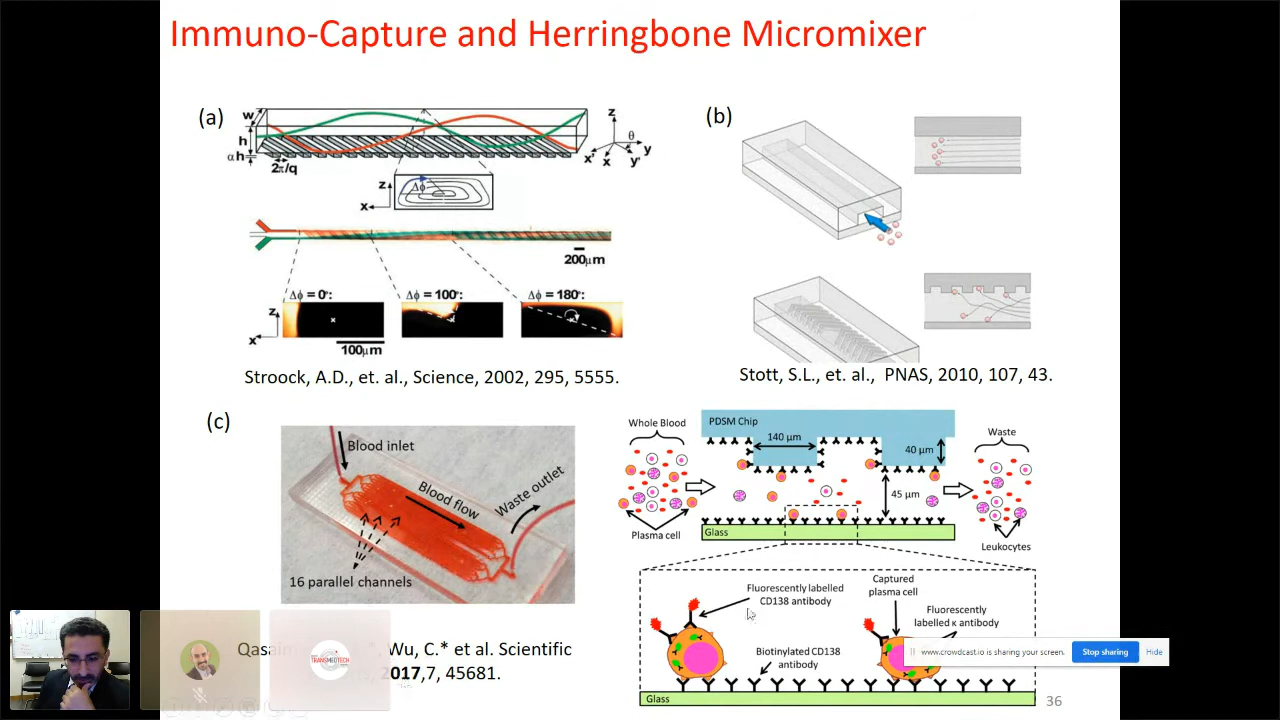 Immuno-Capture and Herringbone Micromixer
(a)
w
h
αh
2π/q
z
θ
y
x'
x
y'
z
Δϕ
x
200μm
Δϕ = 0°:
Δϕ = 100°:
Δϕ = 180°:
z
x
100μm
Stroock, A.D., et. al., Science, 2002, 295, 5555.
(b)
Stott, S.L., et. al., PNAS, 2010, 107, 43.
(c)
Blood inlet
Blood flow
Waste outlet
16 parallel channels
Whole Blood
PDSM Chip
140 μm
40 μm
45 μm
Waste
Plasma cell
Glass
Leukocytes
Fluorescently labelled
CD138 antibody
Captured
plasma cell
Fluorescently
labelled κ antibody
Biotinylated CD138
antibody
Glass
Qasai Wu, C.* et al. Scientific
2017,7, 45681.
TRANSMEDTECH
www.crowdcast.io is sharing your screen.
Stop sharing
Hide
36